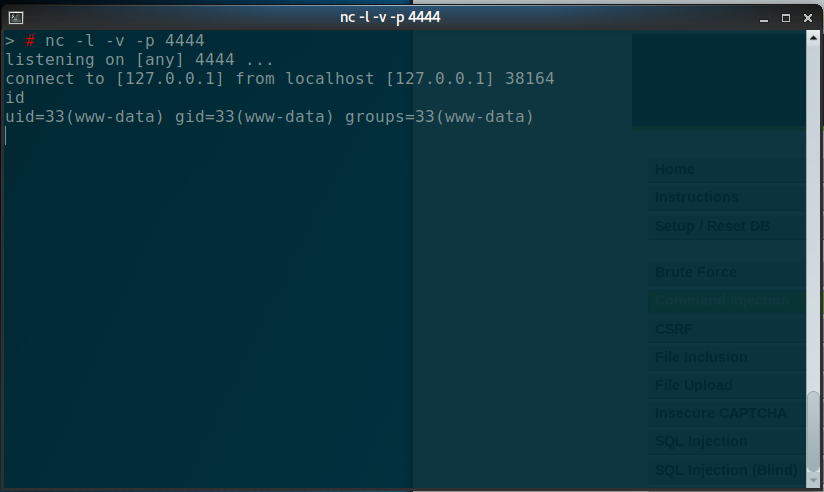 nc -l -v -p 4444
> # nc -l -v -p 4444
listening on [any] 4444 ...
connect to [127.0.0.1] from localhost [127.0.0.1] 38164
id
uid=33(www-data) gid=33(www-data) groups=33(www-data)
Home
Instructions
Setup / Reset DB
Brute Force
Command Injection
CSRF
File Inclusion
File Upload
Insecure CAPTCHA
SQL Injection
SQL Injection (Blind)